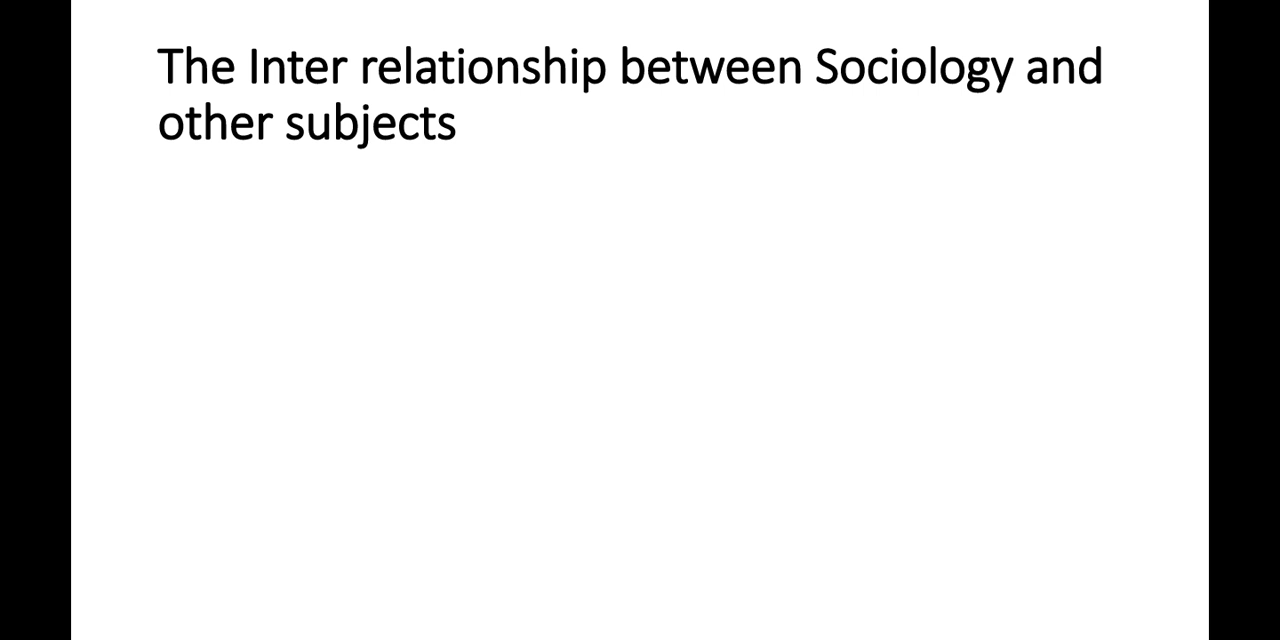 The Inter relationship between Sociology and
other subjects